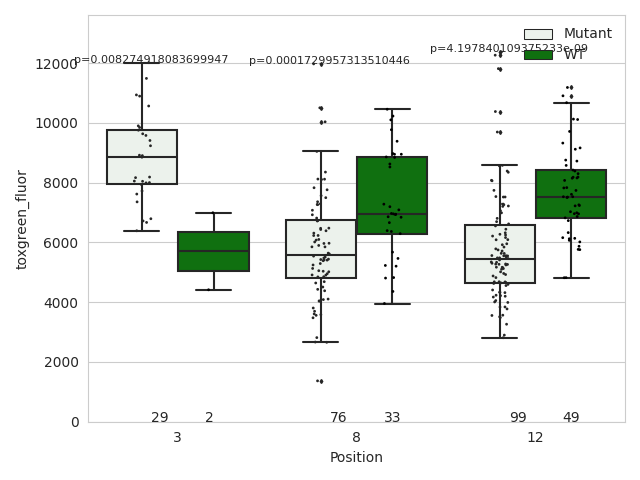 Mutant
WT
p=0.008274918083699947
p=0.0001729957313510446
p=4.197840109375233e-09
12000
10000
8000
6000
4000
2000
0
toxgreen_fluor
29 2 76 33 99 49
3 8 12
Position